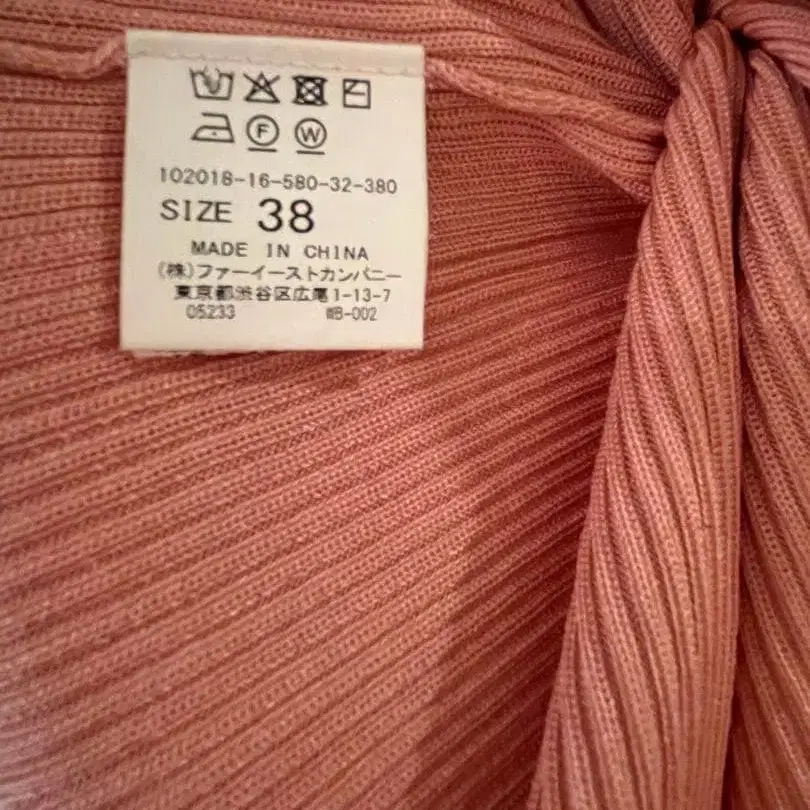 F W
102018-16-580-32-380
SIZE 38
MADE IN CHINA
(株)ファーイーストカンパニー
東京都渋谷区広尾1-13-7
05233 WB-002